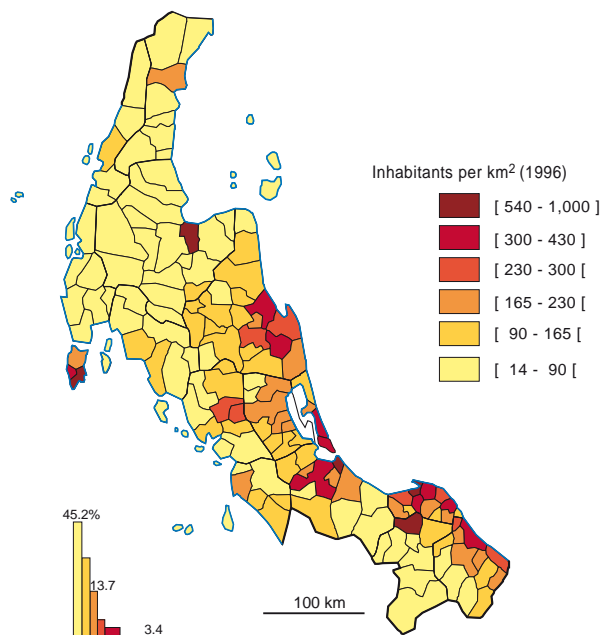 Inhabitants per km² (1996)
[ 540 - 1,000 ]
[ 300 - 430 ]
[ 230 - 300 [
[ 165 - 230 [
[ 90 - 165 [
[ 14 - 90 [
45.2%
13.7
3.4
100 km